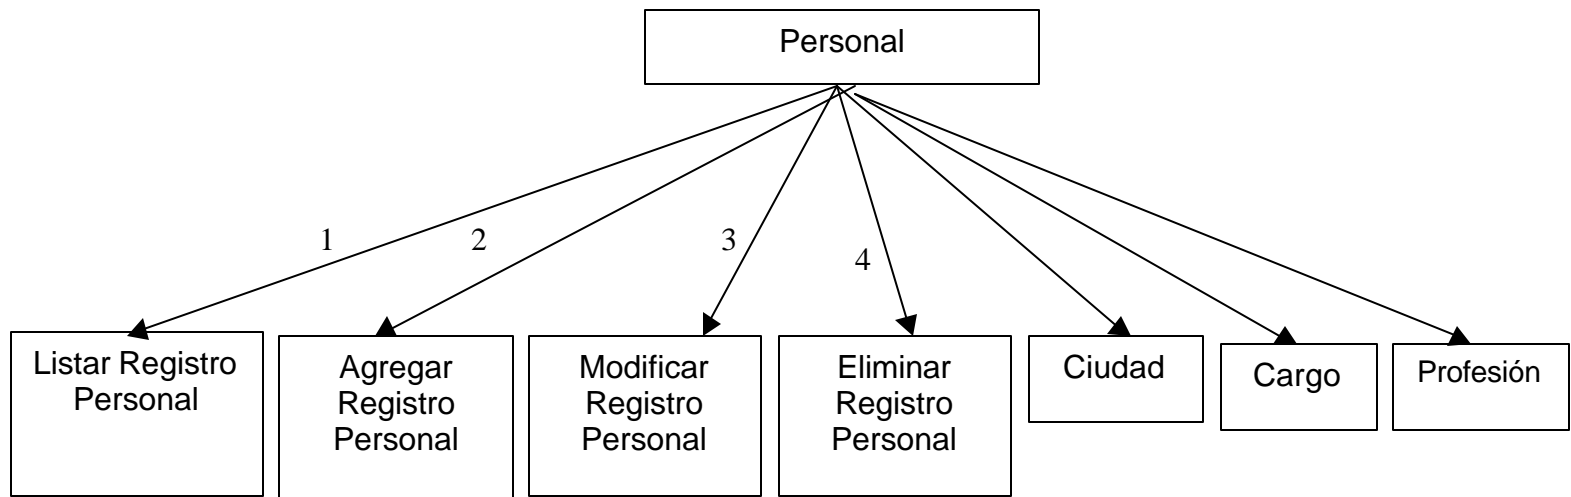 Personal
1
2
3
4
Listar Registro
Personal
Agregar
Registro
Personal
Modificar
Registro
Personal
Eliminar
Registro
Personal
Ciudad
Cargo
Profesión